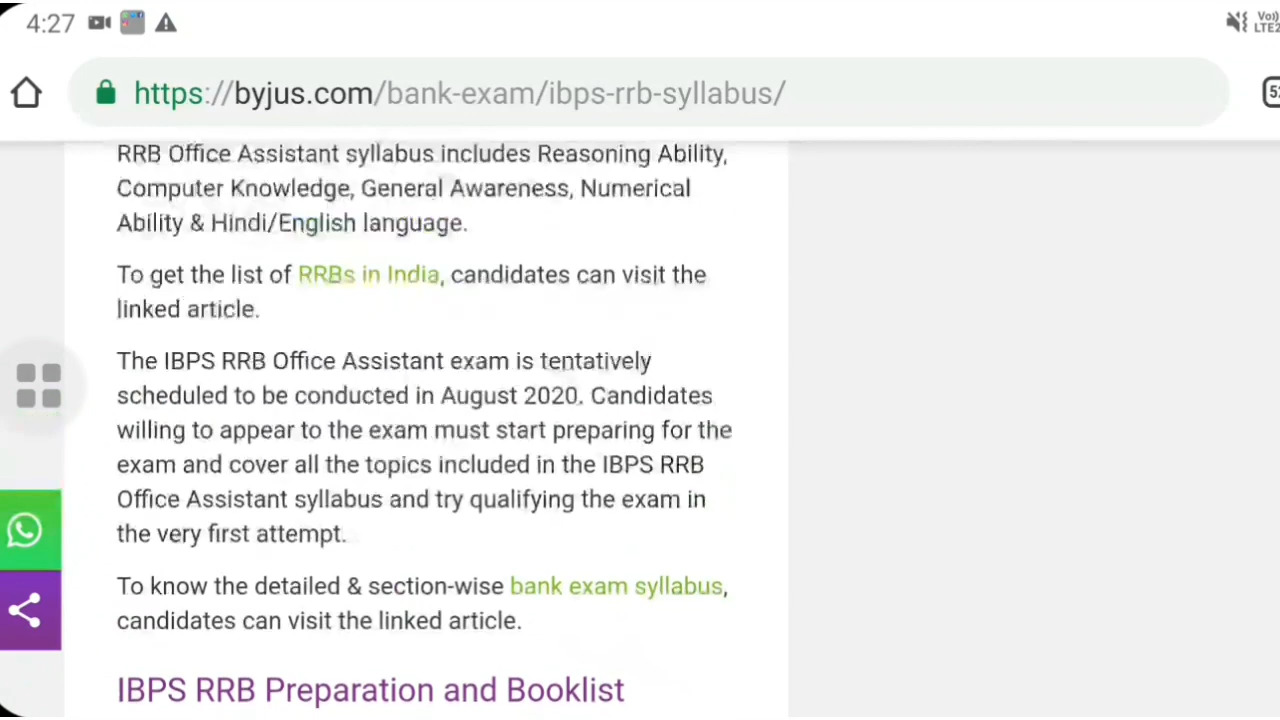 4:27
Vo))
LTE2
https://byjus.com/bank-exam/ibps-rrb-syllabus/
RRB Office Assistant syllabus includes Reasoning Ability,
Computer Knowledge, General Awareness, Numerical
Ability & Hindi/English language.
To get the list of RRBs in India, candidates can visit the
linked article.
The IBPS RRB Office Assistant exam is tentatively
scheduled to be conducted in August 2020. Candidates
willing to appear to the exam must start preparing for the
exam and cover all the topics included in the IBPS RRB
Office Assistant syllabus and try qualifying the exam in
the very first attempt.
To know the detailed & section-wise bank exam syllabus,
candidates can visit the linked article.
IBPS RRB Preparation and Booklist